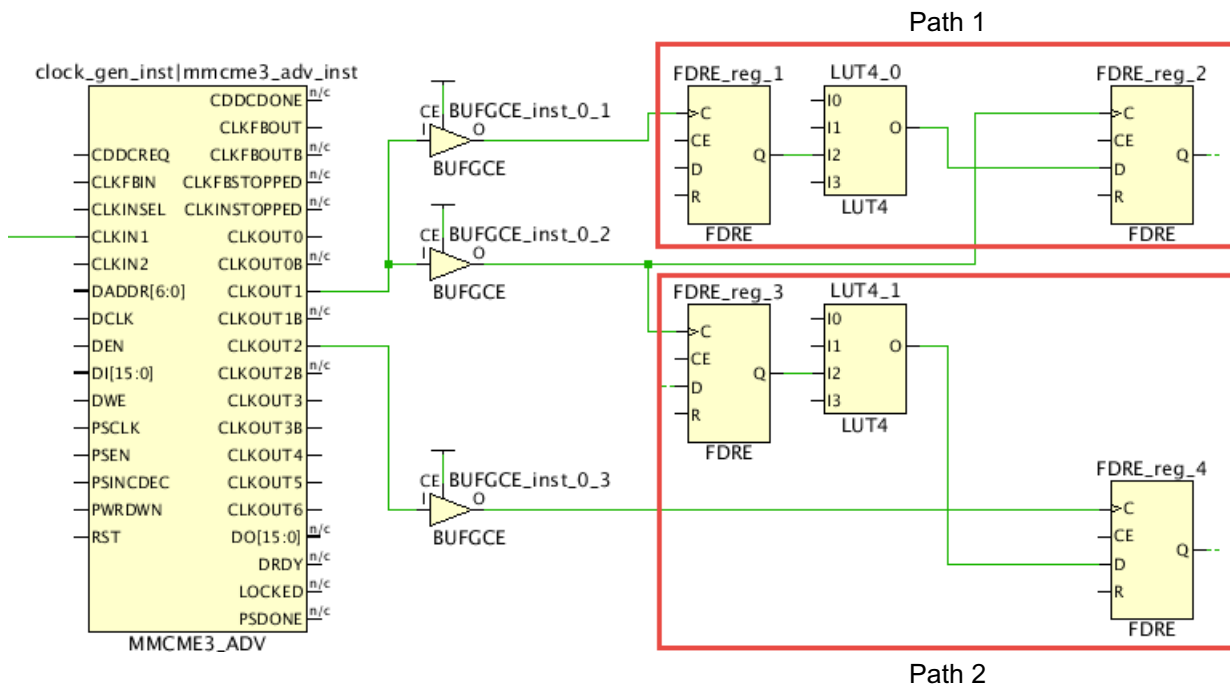 Path 1
clock_gen_inst|mmcme3_adv_inst
CDDCDONE n/c
CLKFBOUT
CDDCREQ CLKFBOUTB n/c
CLKFBIN CLKFBSTOPPED n/c
CLKINSEL CLKINSTOPPED n/c
CLKIN1 CLKOUT0
CLKIN2 CLKOUT0B n/c
DADDR[6:0] CLKOUT1
DCLK CLKOUT1B n/c
DEN CLKOUT2
DI[15:0] CLKOUT2B n/c
DWE CLKOUT3
PSCLK CLKOUT3B n/c
PSEN CLKOUT4
PSINCDEC CLKOUT5
PWRDWN CLKOUT6
RST DO[15:0] n/c
DRDY n/c
LOCKED n/c
PSDONE n/c
MMCME3_ADV
CE BUFGCE_inst_0_1
I O
BUFGCE
CE BUFGCE_inst_0_2
I O
BUFGCE
CE BUFGCE_inst_0_3
I O
BUFGCE
FDRE_reg_1
C
CE
D Q
R
FDRE
LUT4_0
I0
I1 O
I2
I3
LUT4
FDRE_reg_2
C
CE
D Q
R
FDRE
FDRE_reg_3
C
CE
D Q
R
FDRE
LUT4_1
I0
I1 O
I2
I3
LUT4
FDRE_reg_4
C
CE
D Q
R
FDRE
Path 2